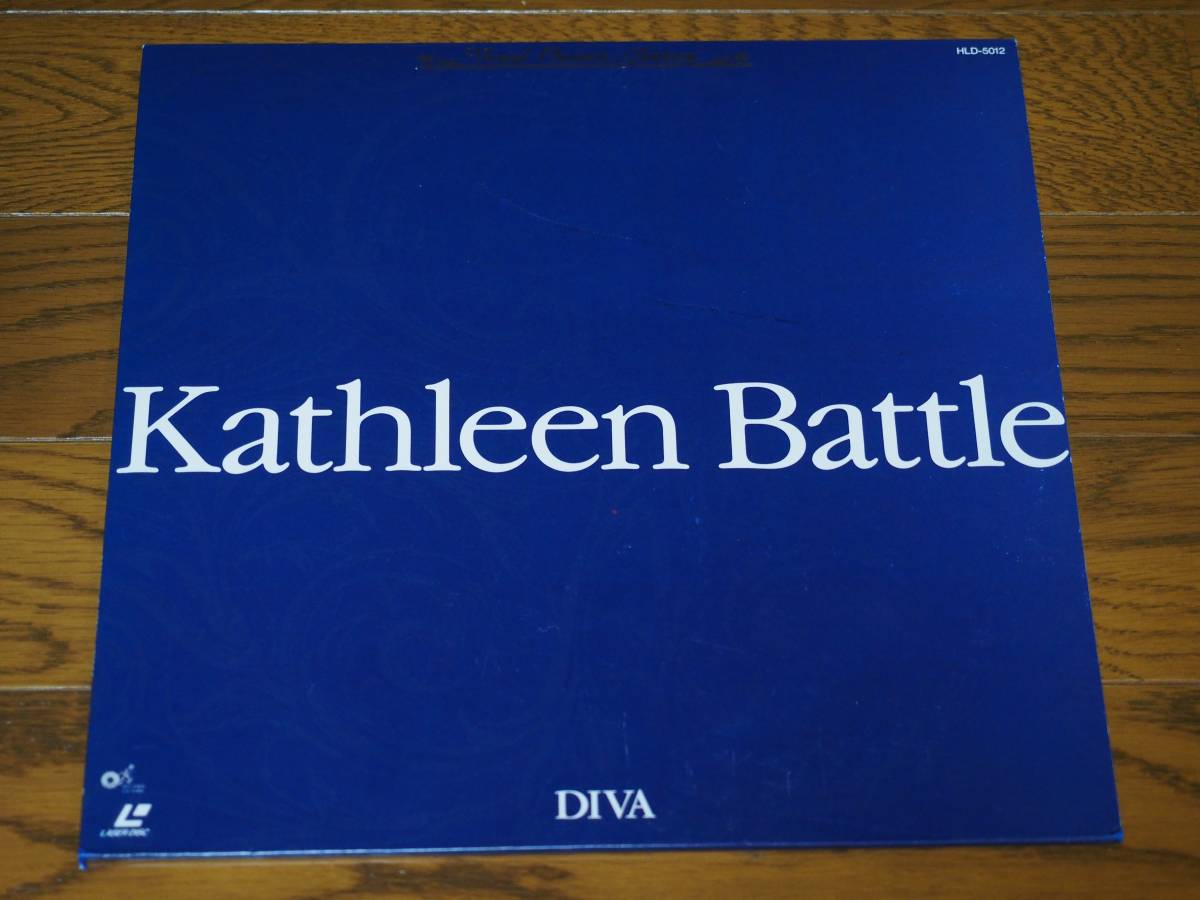 HLD-5012
Kathleen Battle
DIVA
LASER DISC